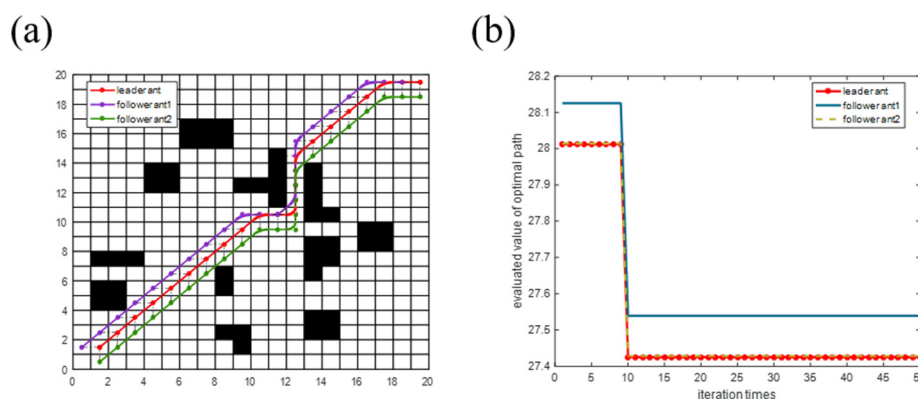 (a)
(b)
20
18
16
14
12
10
8
6
4
2
0
0 2 4 6 8 10 12 14 16 18 20
leaderant
followerant1
followerant2
28.2
28.1
28
27.9
27.8
27.7
27.6
27.5
27.4
evaluated value of optimal path
0 5 10 15 20 25 30 35 40 45
iteration times
leaderant
followerant1
followerant2